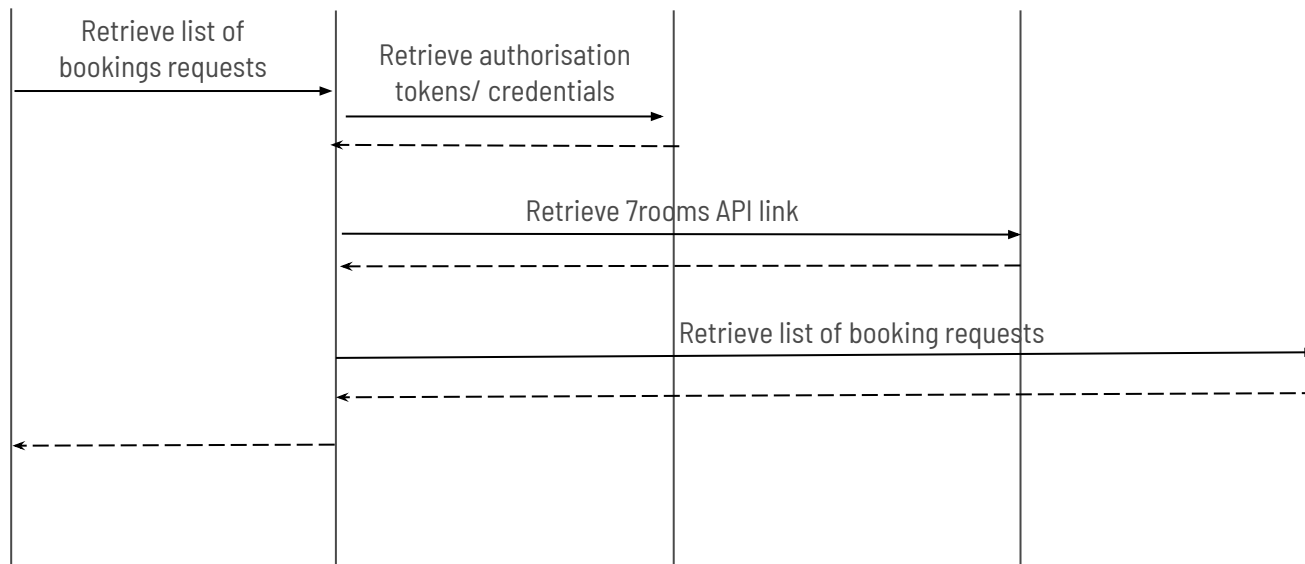 Retrieve list of
bookings requests
Retrieve authorisation
tokens/ credentials
Retrieve 7rooms API link
Retrieve list of booking requests